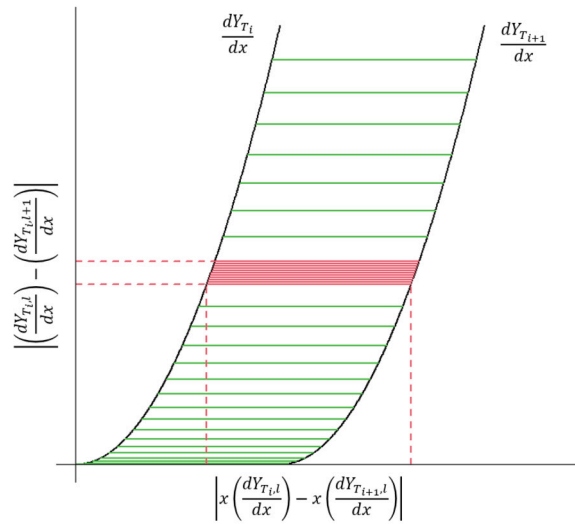 dY_{T_i}/dx
dY_{T_{i+1}}/dx
|(dY_{T_i,l}/dx) − (dY_{T_i,l+1}/dx)|
|x(dY_{T_i,l}/dx) − x(dY_{T_{i+1},l}/dx)|